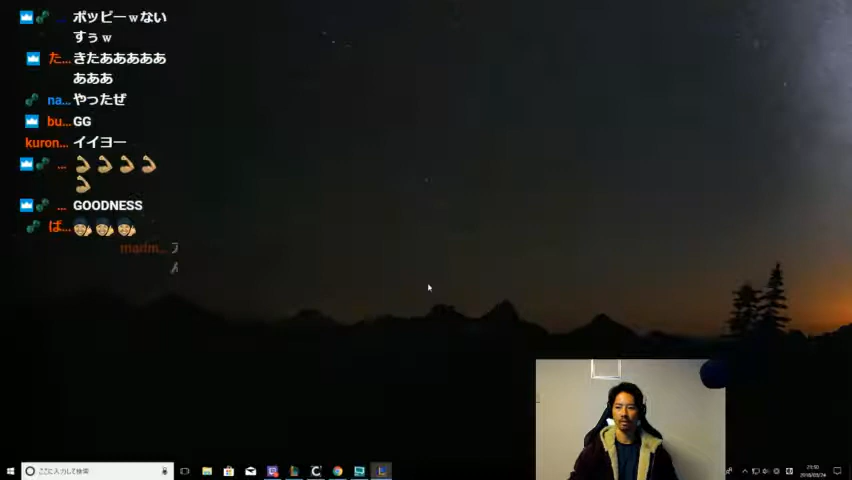 ポッピーｗない
すぅｗ
た... きたあああああ
あああ
na... やったぜ
bu... GG
kuron... イイヨー
...
... GOODNESS
ば...
madm...
ここに入力して検索